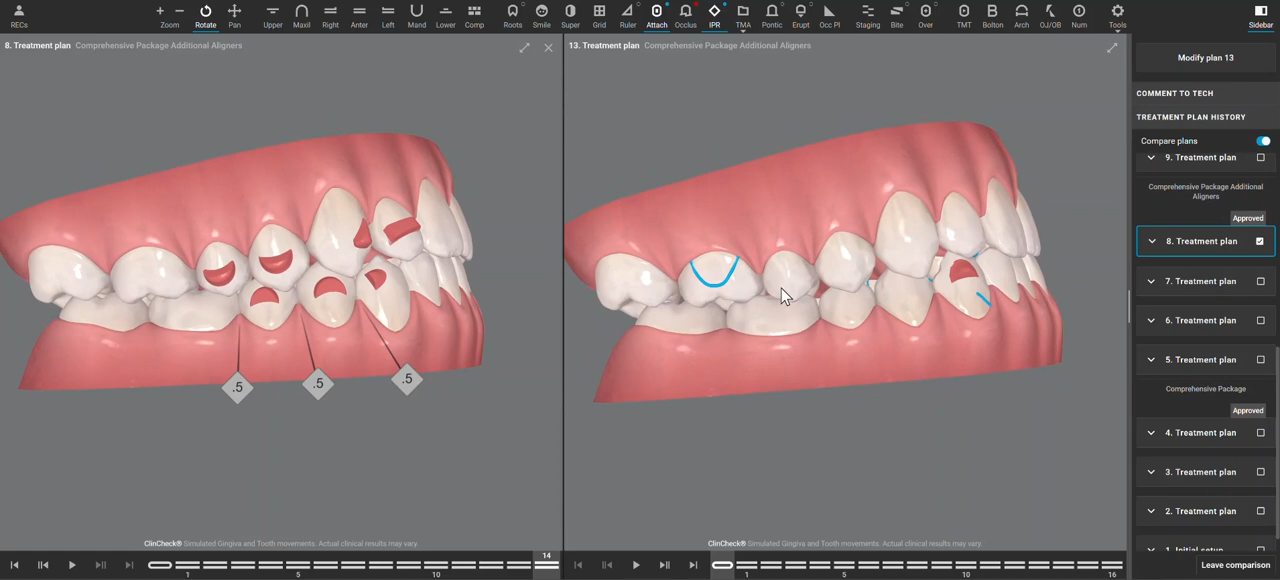 RECs
Zoom Rotate Pan Upper Maxil Right Anter Left Mand Lower Comp Roots Smile Super Grid Ruler Attach Occlus IPR TMA Pontic Erupt Occ Pl Staging Bite Over TMT Bolton Arch OJ/OB Num Tools Sidebar
8. Treatment plan Comprehensive Package Additional Aligners
13. Treatment plan Comprehensive Package Additional Aligners
Modify plan 13
COMMENT TO TECH
TREATMENT PLAN HISTORY
Compare plans
9. Treatment plan
Comprehensive Package Additional
Aligners
Approved
8. Treatment plan
7. Treatment plan
6. Treatment plan
5. Treatment plan
Comprehensive Package
Approved
4. Treatment plan
3. Treatment plan
2. Treatment plan
1. Initial setup
Leave comparison
.5 .5 .5
ClinCheck® Simulated Gingiva and Tooth movements. Actual clinical results may vary.
ClinCheck® Simulated Gingiva and Tooth movements. Actual clinical results may vary.
14
1 5 10
1 5 10 16